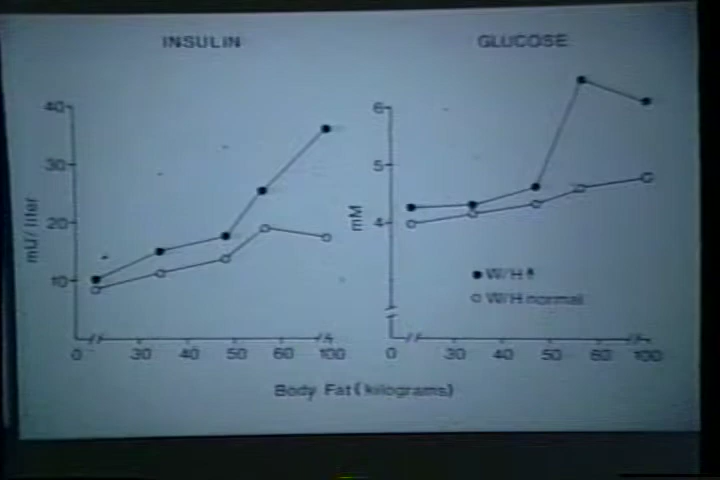 INSULIN
GLUCOSE
40
30
20
10
mU/liter
0 30 40 50 60 100
6
5
4
mM
W/H ↑
W/H normal
0 30 40 50 60 100
Body Fat (kilograms)